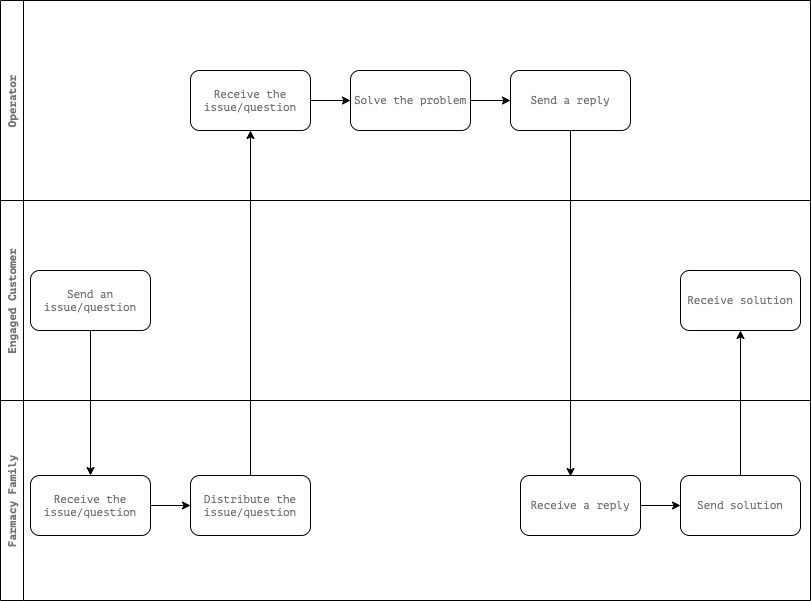 Operator
Receive the
issue/question
Solve the problem
Send a reply
Engaged Customer
Send an
issue/question
Receive solution
Farmacy Family
Receive the
issue/question
Distribute the
issue/question
Receive a reply
Send solution